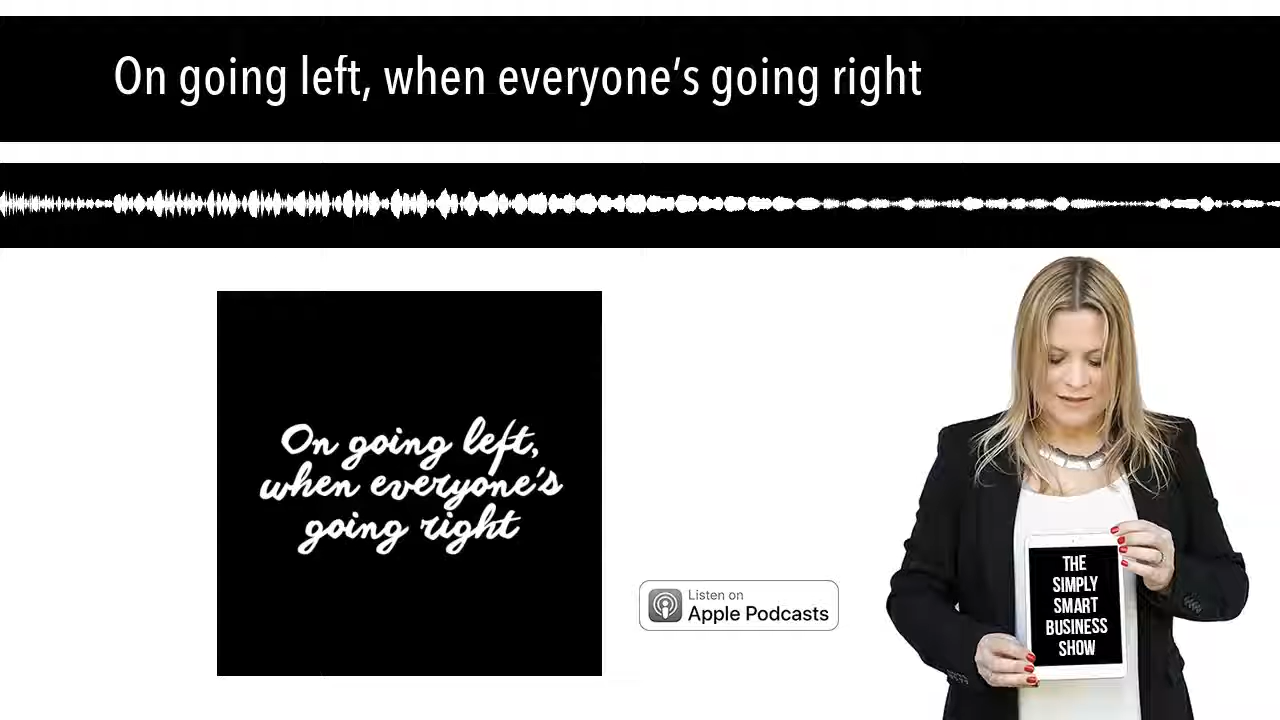 On going left, when everyone‘s going right
On going left,
when everyone's
going right
Listen on
Apple Podcasts
THE
SIMPLY
SMART
BUSINESS
SHOW